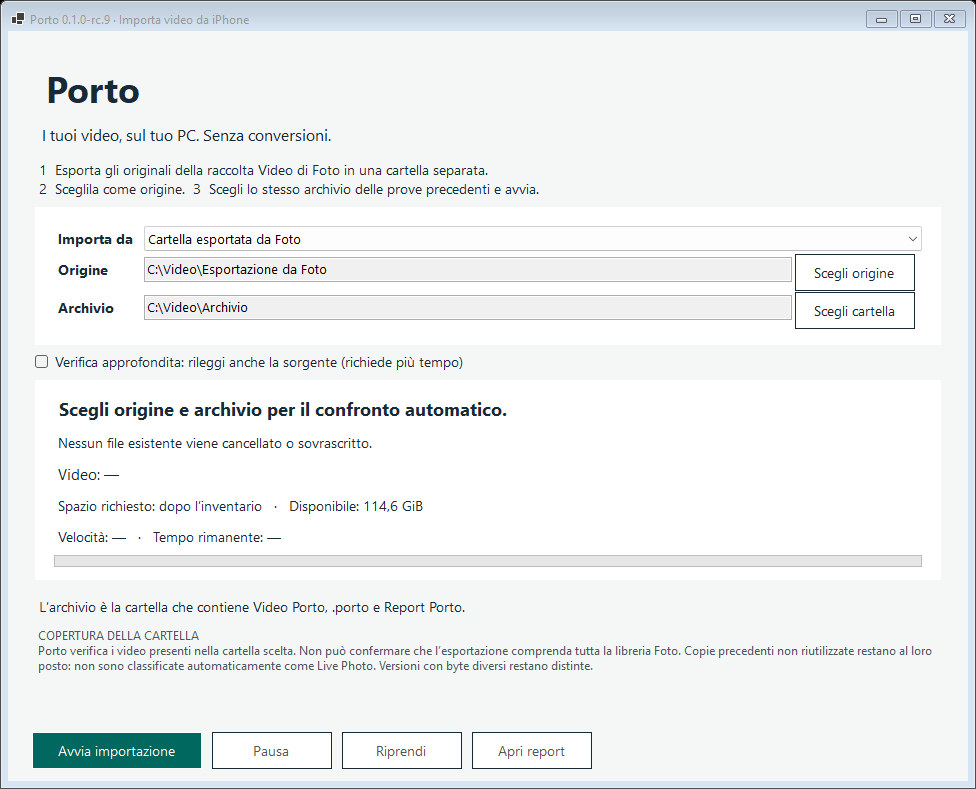 Porto 0.1.0-rc.9 · Importa video da iPhone
Porto
I tuoi video, sul tuo PC. Senza conversioni.
1 Esporta gli originali della raccolta Video di Foto in una cartella separata.
2 Sceglila come origine. 3 Scegli lo stesso archivio delle prove precedenti e avvia.
Importa da Cartella esportata da Foto
Origine C:\Video\Esportazione da Foto Scegli origine
Archivio C:\Video\Archivio Scegli cartella
Verifica approfondita: rileggi anche la sorgente (richiede più tempo)
Scegli origine e archivio per il confronto automatico.
Nessun file esistente viene cancellato o sovrascritto.
Video: —
Spazio richiesto: dopo l’inventario · Disponibile: 114,6 GiB
Velocità: — · Tempo rimanente: —
L’archivio è la cartella che contiene Video Porto, .porto e Report Porto.
COPERTURA DELLA CARTELLA
Porto verifica i video presenti nella cartella scelta. Non può confermare che l’esportazione comprenda tutta la libreria Foto. Copie precedenti non riutilizzate restano al loro
posto: non sono classificate automaticamente come Live Photo. Versioni con byte diversi restano distinte.
Avvia importazione Pausa Riprendi Apri report